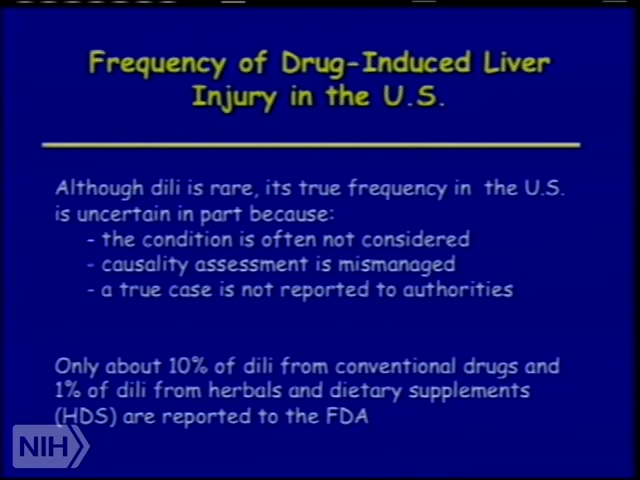 Frequency of Drug-Induced Liver
Injury in the U.S.
Although dili is rare, its true frequency in the U.S.
is uncertain in part because:
- the condition is often not considered
- causality assessment is mismanaged
- a true case is not reported to authorities
Only about 10% of dili from conventional drugs and
1% of dili from herbals and dietary supplements
(HDS) are reported to the FDA
NIH